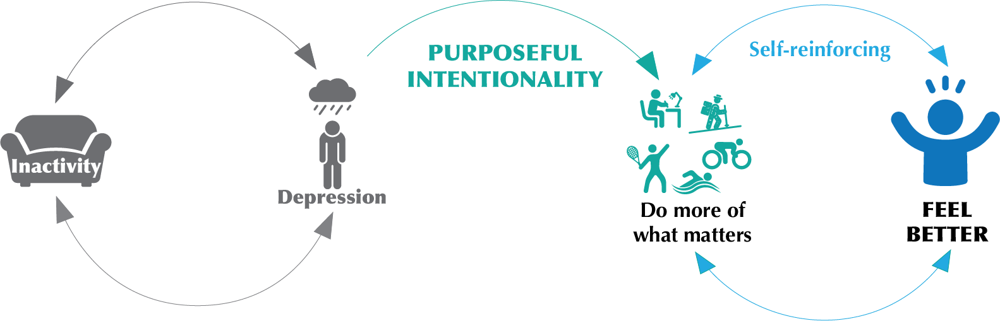 Inactivity
Depression
PURPOSEFUL
INTENTIONALITY
Do more of
what matters
Self-reinforcing
FEEL
BETTER